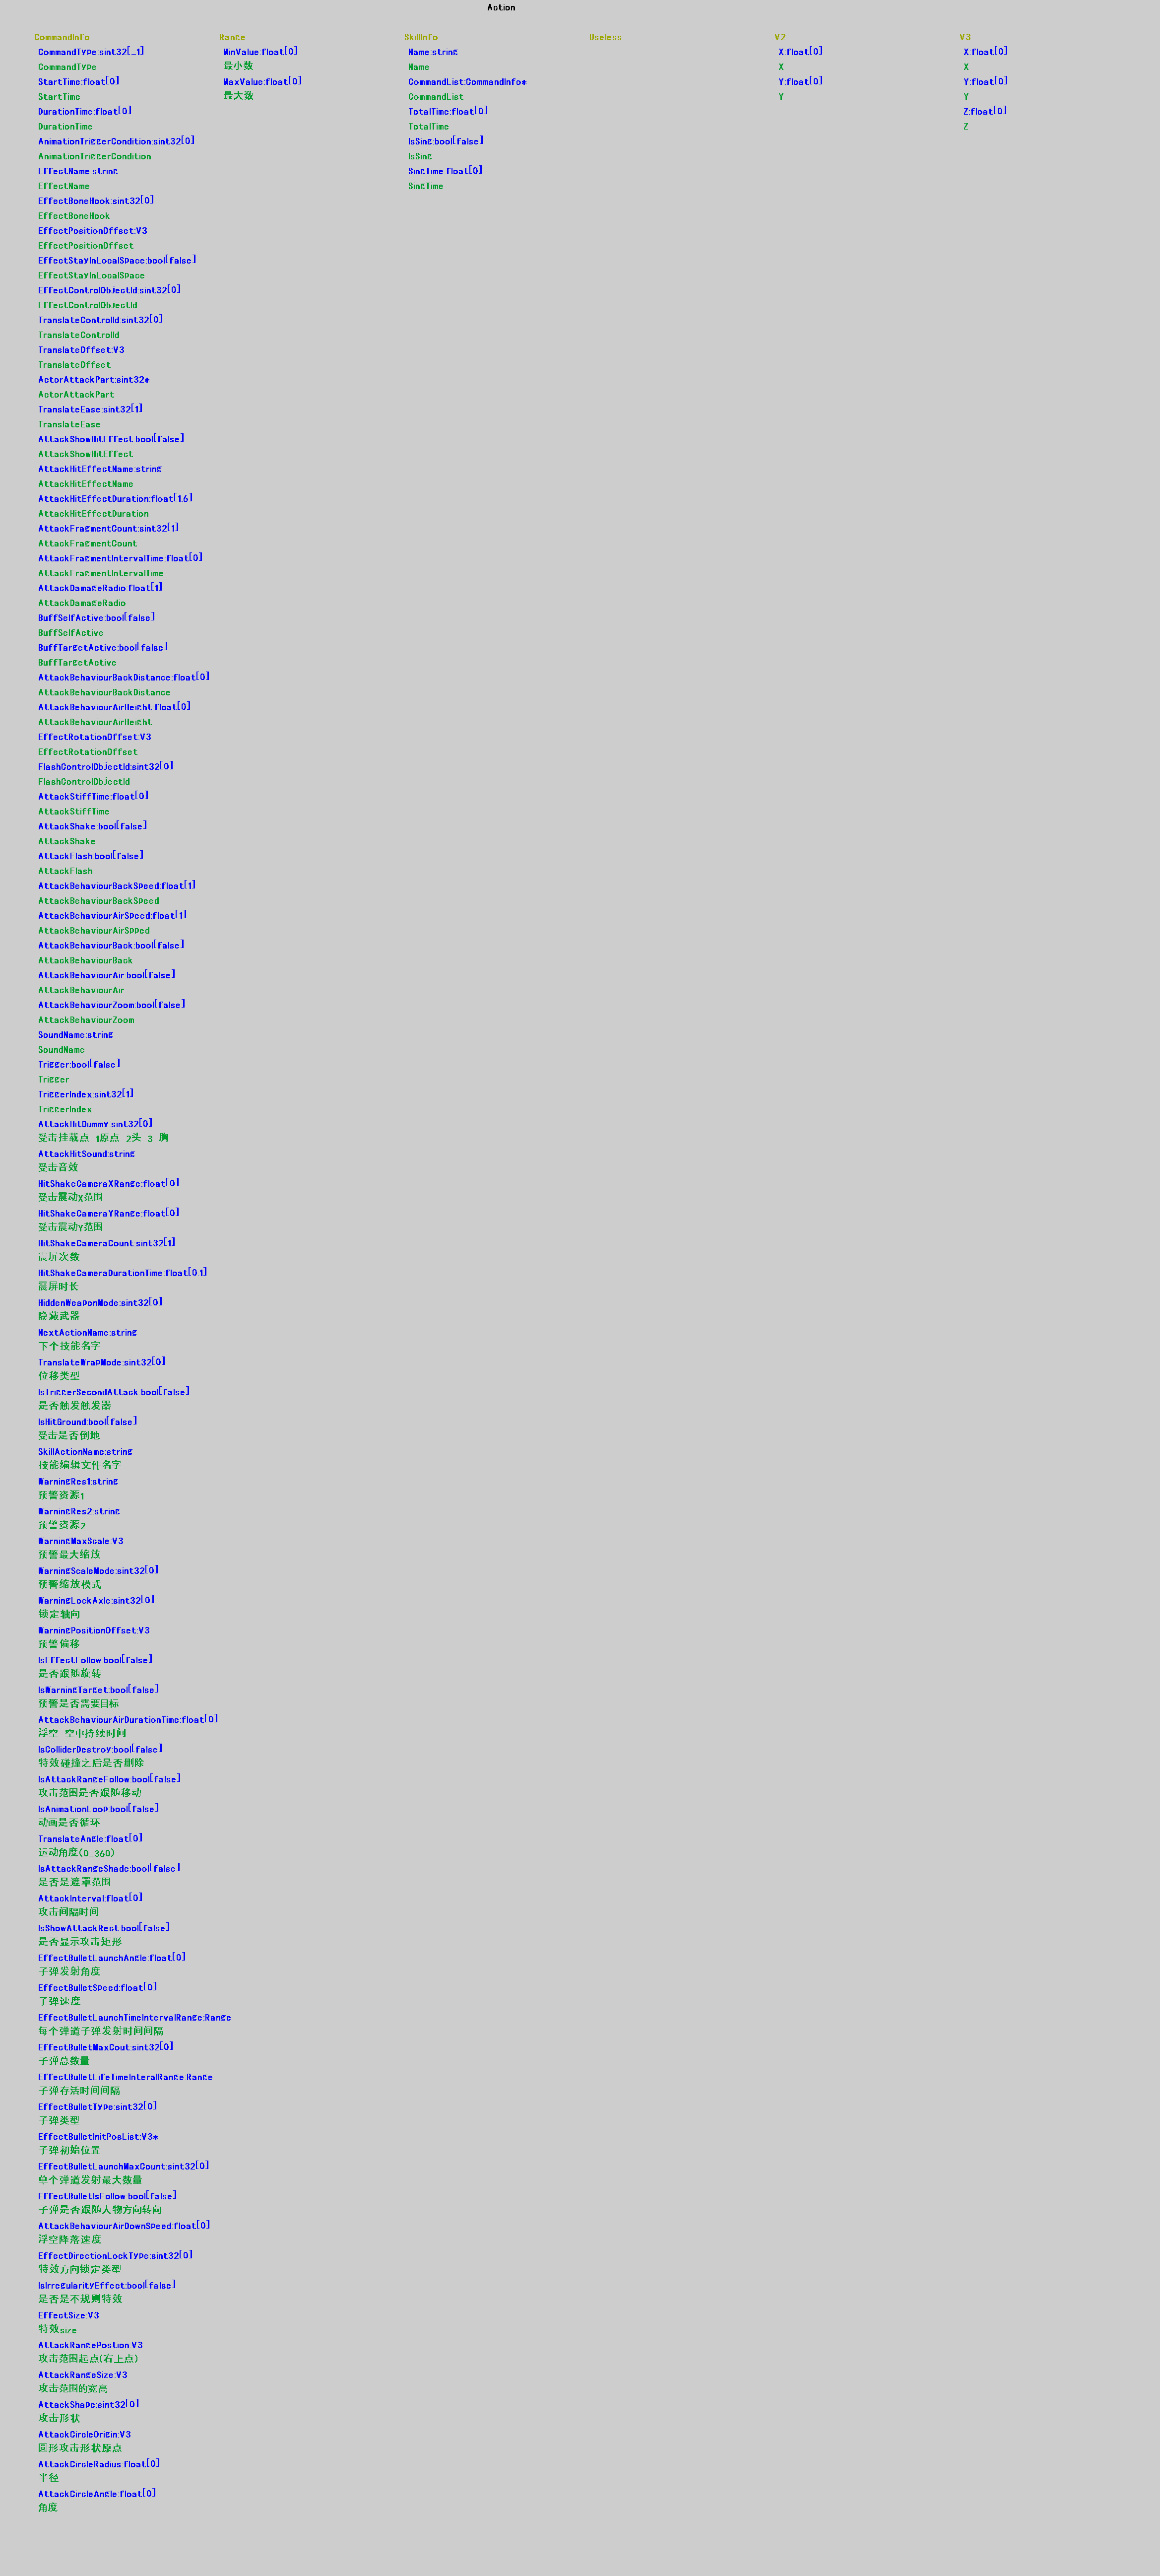 Action
CommandInfo
CommandType:sint32[-1]
CommandType
StartTime:float[0]
StartTime
DurationTime:float[0]
DurationTime
AnimationTriggerCondition:sint32[0]
AnimationTriggerCondition
EffectName:string
EffectName
EffectBoneHook:sint32[0]
EffectBoneHook
EffectPositionOffset:V3
EffectPositionOffset
EffectStayInLocalSpace:bool[false]
EffectStayInLocalSpace
EffectControlObjectId:sint32[0]
EffectControlObjectId
TranslateControlId:sint32[0]
TranslateControlId
TranslateOffset:V3
TranslateOffset
ActorAttackPart:sint32*
ActorAttackPart
TranslateEase:sint32[1]
TranslateEase
AttackShowHitEffect:bool[false]
AttackShowHitEffect
AttackHitEffectName:string
AttackHitEffectName
AttackHitEffectDuration:float[1.6]
AttackHitEffectDuration
AttackFragmentCount:sint32[1]
AttackFragmentCount
AttackFragmentIntervalTime:float[0]
AttackFragmentIntervalTime
AttackDamageRadio:float[1]
AttackDamageRadio
BuffSelfActive:bool[false]
BuffSelfActive
BuffTargetActive:bool[false]
BuffTargetActive
AttackBehaviourBackDistance:float[0]
AttackBehaviourBackDistance
AttackBehaviourAirHeight:float[0]
AttackBehaviourAirHeight
EffectRotationOffset:V3
EffectRotationOffset
FlashControlObjectId:sint32[0]
FlashControlObjectId
AttackStiffTime:float[0]
AttackStiffTime
AttackShake:bool[false]
AttackShake
AttackFlash:bool[false]
AttackFlash
AttackBehaviourBackSpeed:float[1]
AttackBehaviourBackSpeed
AttackBehaviourAirSpeed:float[1]
AttackBehaviourAirSpped
AttackBehaviourBack:bool[false]
AttackBehaviourBack
AttackBehaviourAir:bool[false]
AttackBehaviourAir
AttackBehaviourZoom:bool[false]
AttackBehaviourZoom
SoundName:string
SoundName
Trigger:bool[false]
Trigger
TriggerIndex:sint32[1]
TriggerIndex
AttackHitDummy:sint32[0]
受击挂载点 1原点 2头 3 胸
AttackHitSound:string
受击音效
HitShakeCameraXRange:float[0]
受击震动X范围
HitShakeCameraYRange:float[0]
受击震动Y范围
HitShakeCameraCount:sint32[1]
震屏次数
HitShakeCameraDurationTime:float[0.1]
震屏时长
HiddenWeaponMode:sint32[0]
隐藏武器
NextActionName:string
下个技能名字
TranslateWrapMode:sint32[0]
位移类型
IsTriggerSecondAttack:bool[false]
是否触发触发器
IsHitGround:bool[false]
受击是否倒地
SkillActionName:string
技能编辑文件名字
WarningRes1:string
预警资源1
WarningRes2:string
预警资源2
WarningMaxScale:V3
预警最大缩放
WarningScaleMode:sint32[0]
预警缩放模式
WarningLockAxle:sint32[0]
锁定轴向
WarningPositionOffset:V3
预警偏移
IsEffectFollow:bool[false]
是否跟随旋转
IsWarningTarget:bool[false]
预警是否需要目标
AttackBehaviourAirDurationTime:float[0]
浮空 空中持续时间
IsColliderDestroy:bool[false]
特效碰撞之后是否删除
IsAttackRangeFollow:bool[false]
攻击范围是否跟随移动
IsAnimationLoop:bool[false]
动画是否循环
TranslateAngle:float[0]
运动角度(0-360)
IsAttackRangeShade:bool[false]
是否是遮罩范围
AttackInterval:float[0]
攻击间隔时间
IsShowAttackRect:bool[false]
是否显示攻击矩形
EffectBulletLaunchAngle:float[0]
子弹发射角度
EffectBulletSpeed:float[0]
子弹速度
EffectBulletLaunchTimeIntervalRange:Range
每个弹道子弹发射时间间隔
EffectBulletMaxCout:sint32[0]
子弹总数量
EffectBulletLifeTimeInteralRange:Range
子弹存活时间间隔
EffectBulletType:sint32[0]
子弹类型
EffectBulletInitPosList:V3*
子弹初始位置
EffectBulletLaunchMaxCount:sint32[0]
单个弹道发射最大数量
EffectBulletIsFollow:bool[false]
子弹是否跟随人物方向转向
AttackBehaviourAirDownSpeed:float[0]
浮空降落速度
EffectDirectionLockType:sint32[0]
特效方向锁定类型
IsIrregularityEffect:bool[false]
是否是不规则特效
EffectSize:V3
特效size
AttackRangePostion:V3
攻击范围起点(右上点)
AttackRangeSize:V3
攻击范围的宽高
AttackShape:sint32[0]
攻击形状
AttackCircleOrigin:V3
圆形攻击形状原点
AttackCircleRadius:float[0]
半径
AttackCircleAngle:float[0]
角度
Range
MinValue:float[0]
最小数
MaxValue:float[0]
最大数
SkillInfo
Name:string
Name
CommandList:CommandInfo*
CommandList
TotalTime:float[0]
TotalTime
IsSing:bool[false]
IsSing
SingTime:float[0]
SingTime
Useless
V2
X:float[0]
X
Y:float[0]
Y
V3
X:float[0]
X
Y:float[0]
Y
Z:float[0]
Z